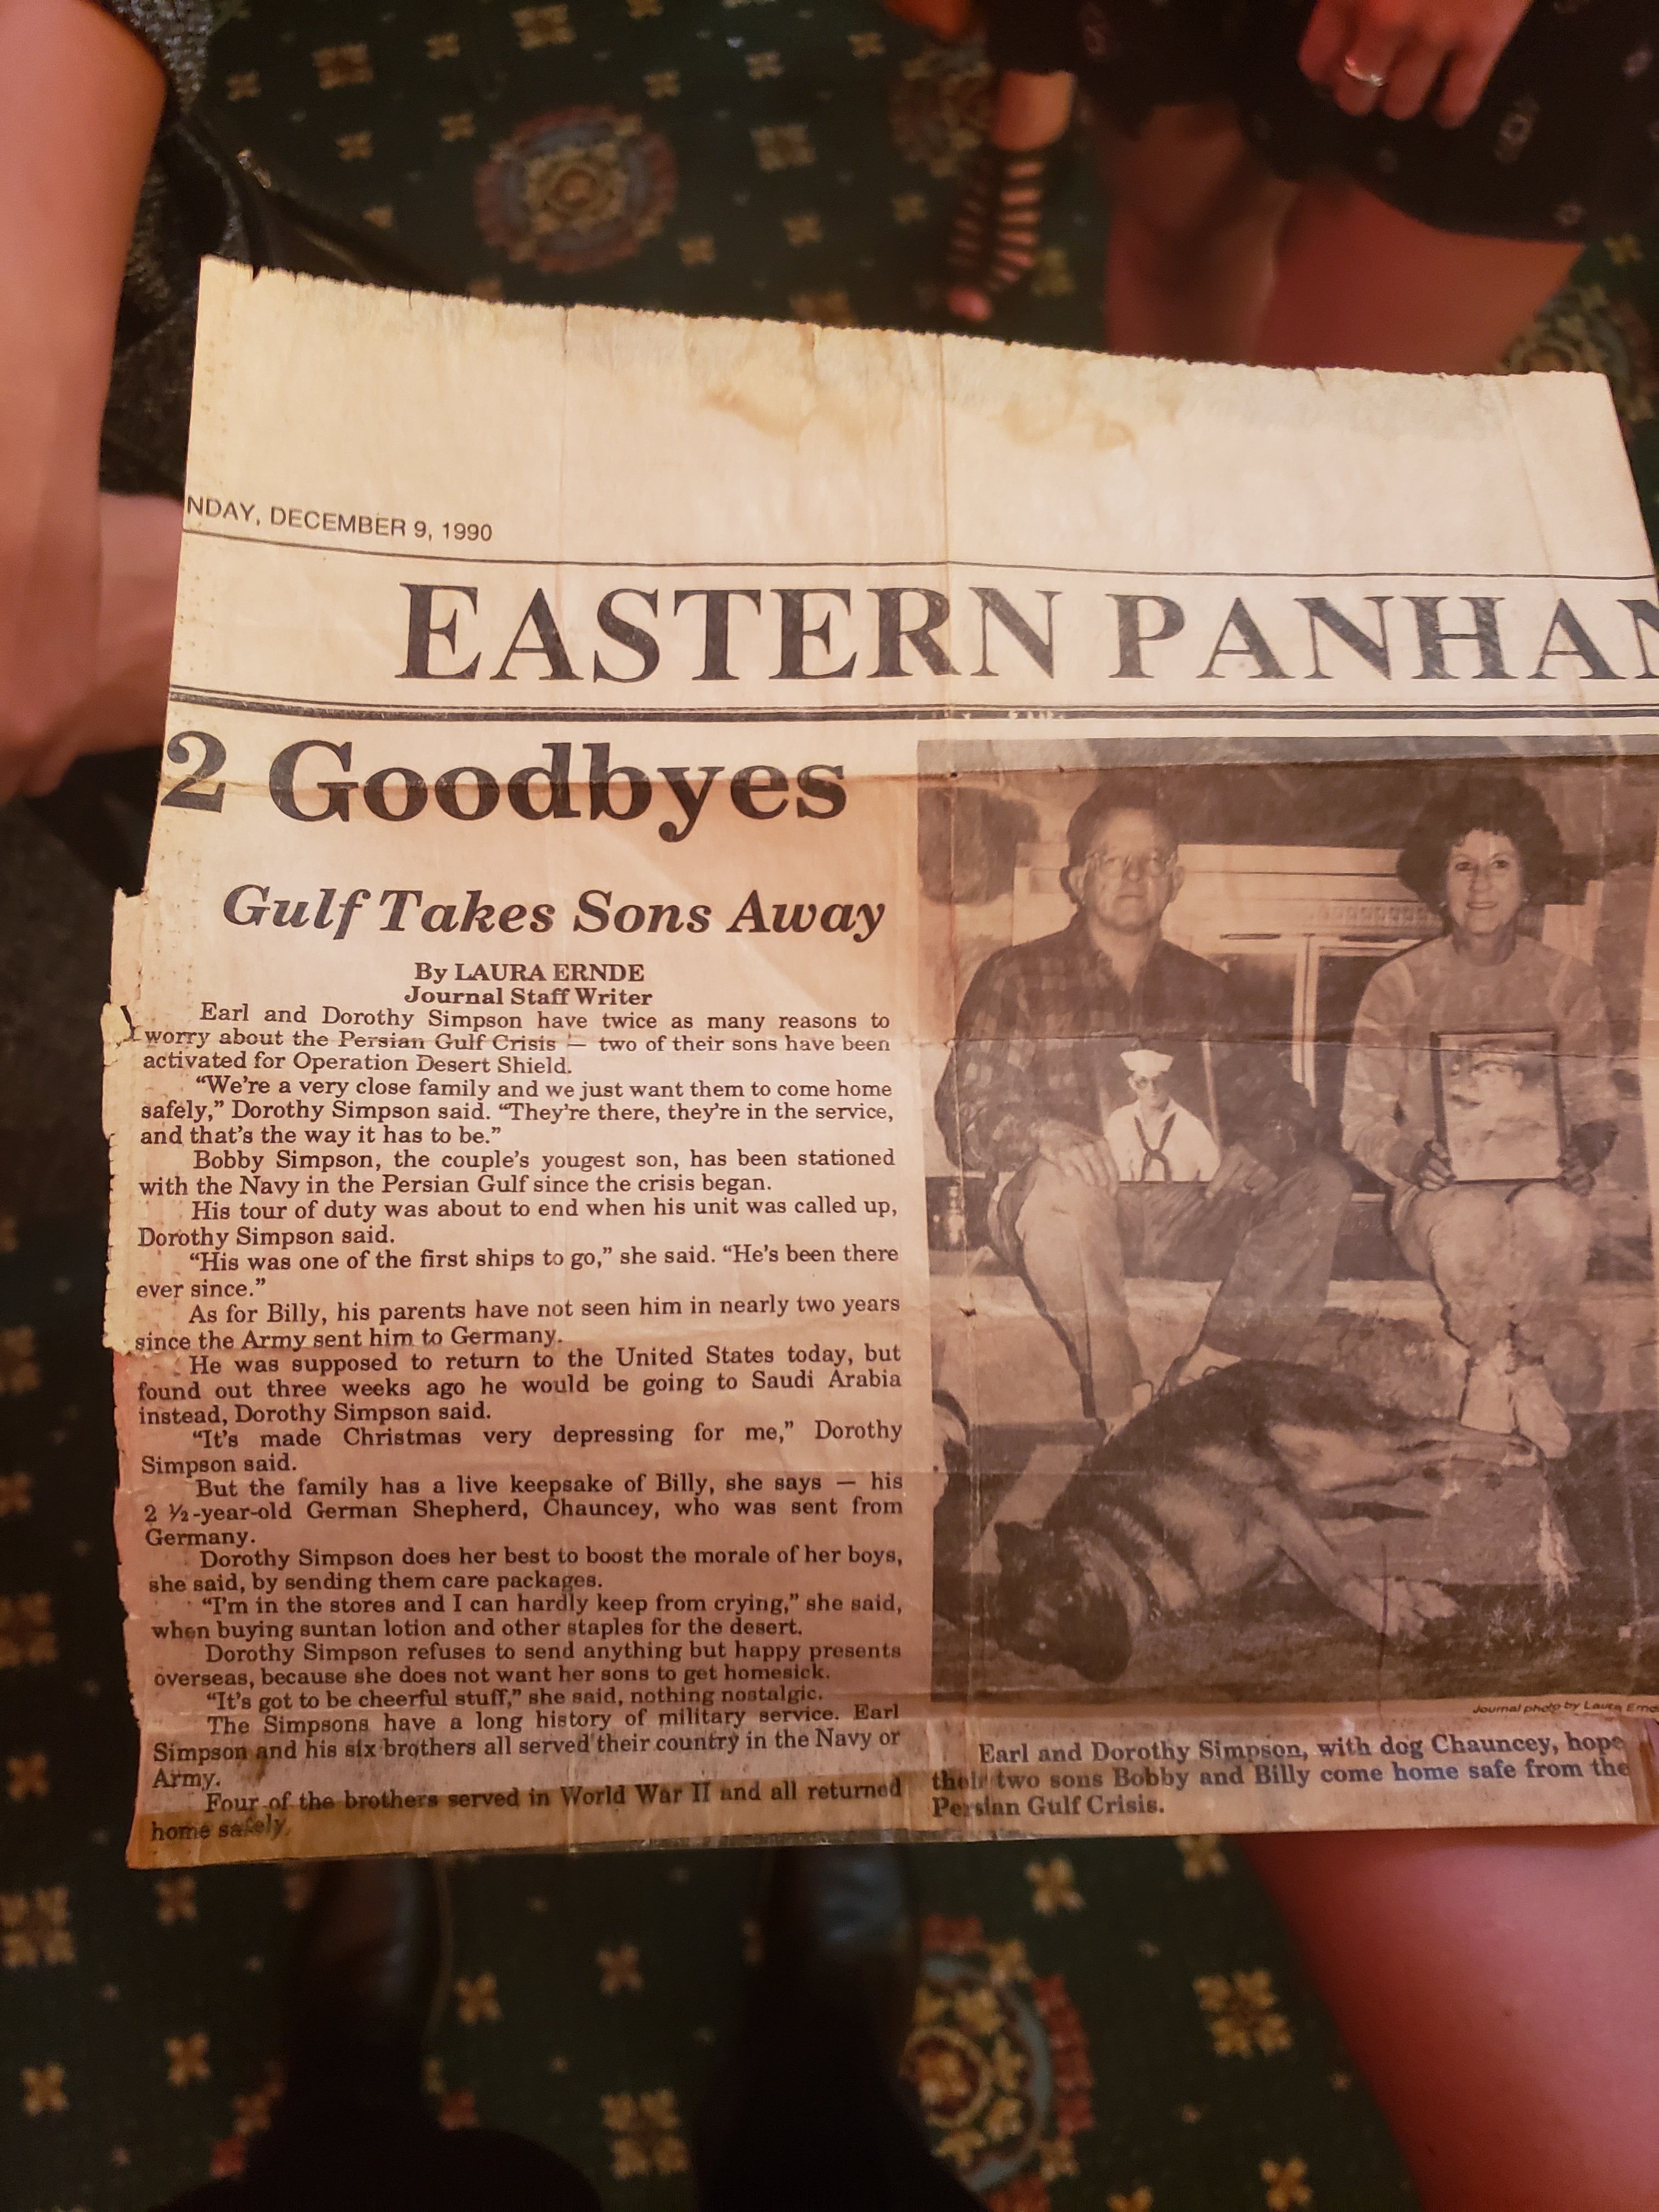 NDAY, DECEMBER 9, 1990
EASTERN PANHAN
2 Goodbyes
Gulf Takes Sons Away
By LAURA ERNDE
Journal Staff Writer
Earl and Dorothy Simpson have twice as many reasons to
worry about the Persian Gulf Crisis — two of their sons have been
activated for Operation Desert Shield.
“We’re a very close family and we just want them to come home
safely,” Dorothy Simpson said. “They’re there, they’re in the service,
and that’s the way it has to be.”
Bobby Simpson, the couple’s yougest son, has been stationed
with the Navy in the Persian Gulf since the crisis began.
His tour of duty was about to end when his unit was called up,
Dorothy Simpson said.
“His was one of the first ships to go,” she said. “He’s been there
ever since.”
As for Billy, his parents have not seen him in nearly two years
since the Army sent him to Germany.
He was supposed to return to the United States today, but
found out three weeks ago he would be going to Saudi Arabia
instead, Dorothy Simpson said.
“It’s made Christmas very depressing for me,” Dorothy
Simpson said.
But the family has a live keepsake of Billy, she says — his
2 ½-year-old German Shepherd, Chauncey, who was sent from
Germany.
Dorothy Simpson does her best to boost the morale of her boys,
she said, by sending them care packages.
“I’m in the stores and I can hardly keep from crying,” she said,
when buying suntan lotion and other staples for the desert.
Dorothy Simpson refuses to send anything but happy presents
overseas, because she does not want her sons to get homesick.
“It’s got to be cheerful stuff,” she said, nothing nostalgic.
The Simpsons have a long history of military service. Earl
Simpson and his six brothers all served their country in the Navy or
Army.
Four of the brothers served in World War II and all returned
home safely.
Journal photo by Laura Ernde
Earl and Dorothy Simpson, with dog Chauncey, hope
their two sons Bobby and Billy come home safe from the
Persian Gulf Crisis.